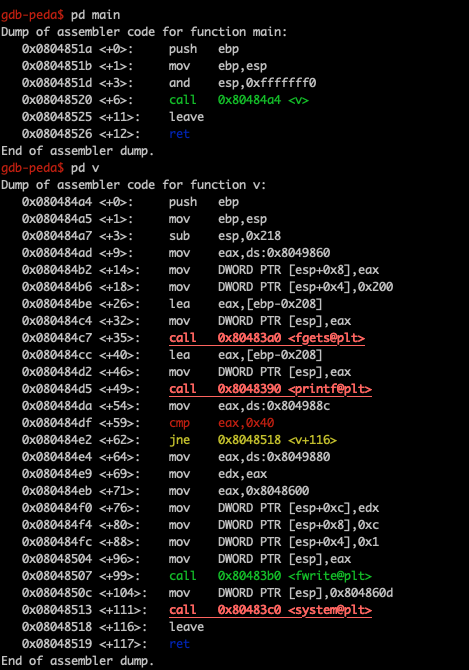 gdb-peda$ pd main
Dump of assembler code for function main:
   0x0804851a <+0>:	push   ebp
   0x0804851b <+1>:	mov    ebp,esp
   0x0804851d <+3>:	and    esp,0xfffffff0
   0x08048520 <+6>:	call   0x80484a4 <v>
   0x08048525 <+11>:	leave
   0x08048526 <+12>:	ret
End of assembler dump.
gdb-peda$ pd v
Dump of assembler code for function v:
   0x080484a4 <+0>:	push   ebp
   0x080484a5 <+1>:	mov    ebp,esp
   0x080484a7 <+3>:	sub    esp,0x218
   0x080484ad <+9>:	mov    eax,ds:0x8049860
   0x080484b2 <+14>:	mov    DWORD PTR [esp+0x8],eax
   0x080484b6 <+18>:	mov    DWORD PTR [esp+0x4],0x200
   0x080484be <+26>:	lea    eax,[ebp-0x208]
   0x080484c4 <+32>:	mov    DWORD PTR [esp],eax
   0x080484c7 <+35>:	call   0x80483a0 <fgets@plt>
   0x080484cc <+40>:	lea    eax,[ebp-0x208]
   0x080484d2 <+46>:	mov    DWORD PTR [esp],eax
   0x080484d5 <+49>:	call   0x8048390 <printf@plt>
   0x080484da <+54>:	mov    eax,ds:0x804988c
   0x080484df <+59>:	cmp    eax,0x40
   0x080484e2 <+62>:	jne    0x8048518 <v+116>
   0x080484e4 <+64>:	mov    eax,ds:0x8049880
   0x080484e9 <+69>:	mov    edx,eax
   0x080484eb <+71>:	mov    eax,0x8048600
   0x080484f0 <+76>:	mov    DWORD PTR [esp+0xc],edx
   0x080484f4 <+80>:	mov    DWORD PTR [esp+0x8],0xc
   0x080484fc <+88>:	mov    DWORD PTR [esp+0x4],0x1
   0x08048504 <+96>:	mov    DWORD PTR [esp],eax
   0x08048507 <+99>:	call   0x80483b0 <fwrite@plt>
   0x0804850c <+104>:	mov    DWORD PTR [esp],0x804860d
   0x08048513 <+111>:	call   0x80483c0 <system@plt>
   0x08048518 <+116>:	leave
   0x08048519 <+117>:	ret
End of assembler dump.